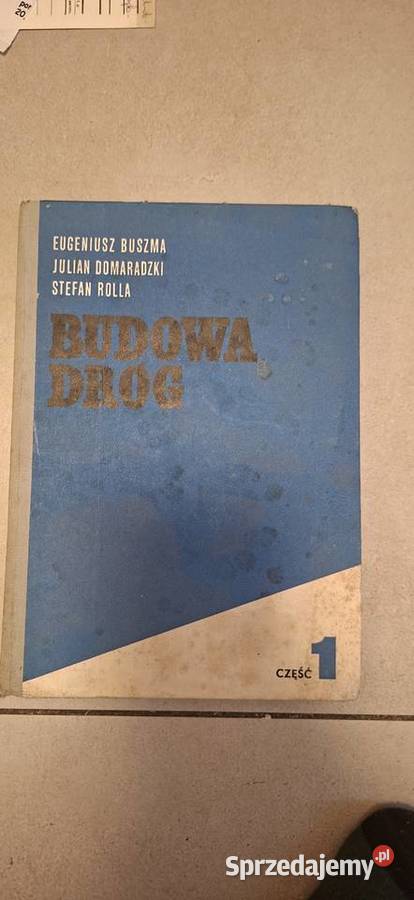 EUGENIUSZ BUSZMA
JULIAN DOMARADZKI
STEFAN ROLLA
BUDOWA
DRÓG
CZĘŚĆ 1
Sprzedajemy.pl